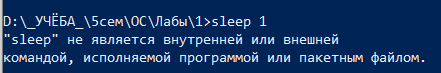 D:\_УЧЁБА_\5сем\ОС\Лабы\1>sleep 1
"sleep" не является внутренней или внешней
командой, исполняемой программой или пакетным файлом.